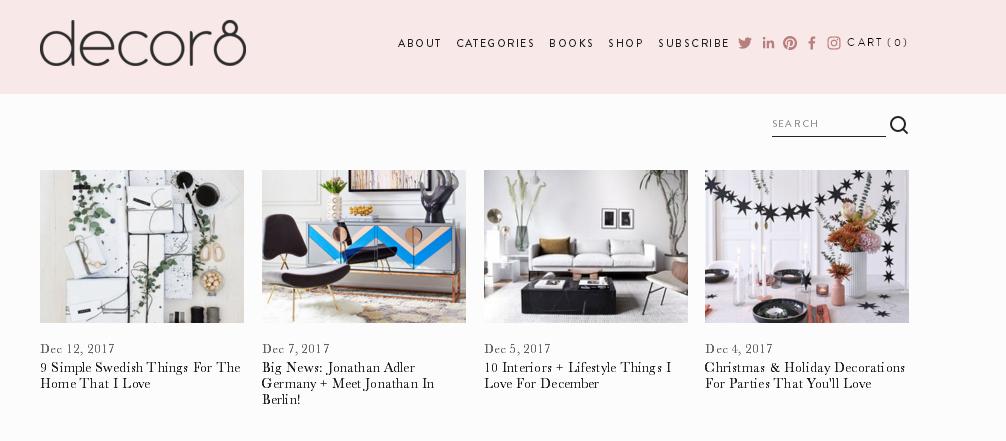 decor8
ABOUT CATEGORIES BOOKS SHOP SUBSCRIBE CART (0)
SEARCH
Dec 12, 2017
9 Simple Swedish Things For The
Home That I Love
Dec 7, 2017
Big News: Jonathan Adler
Germany + Meet Jonathan In
Berlin!
Dec 5, 2017
10 Interiors + Lifestyle Things I
Love For December
Dec 4, 2017
Christmas & Holiday Decorations
For Parties That You'll Love